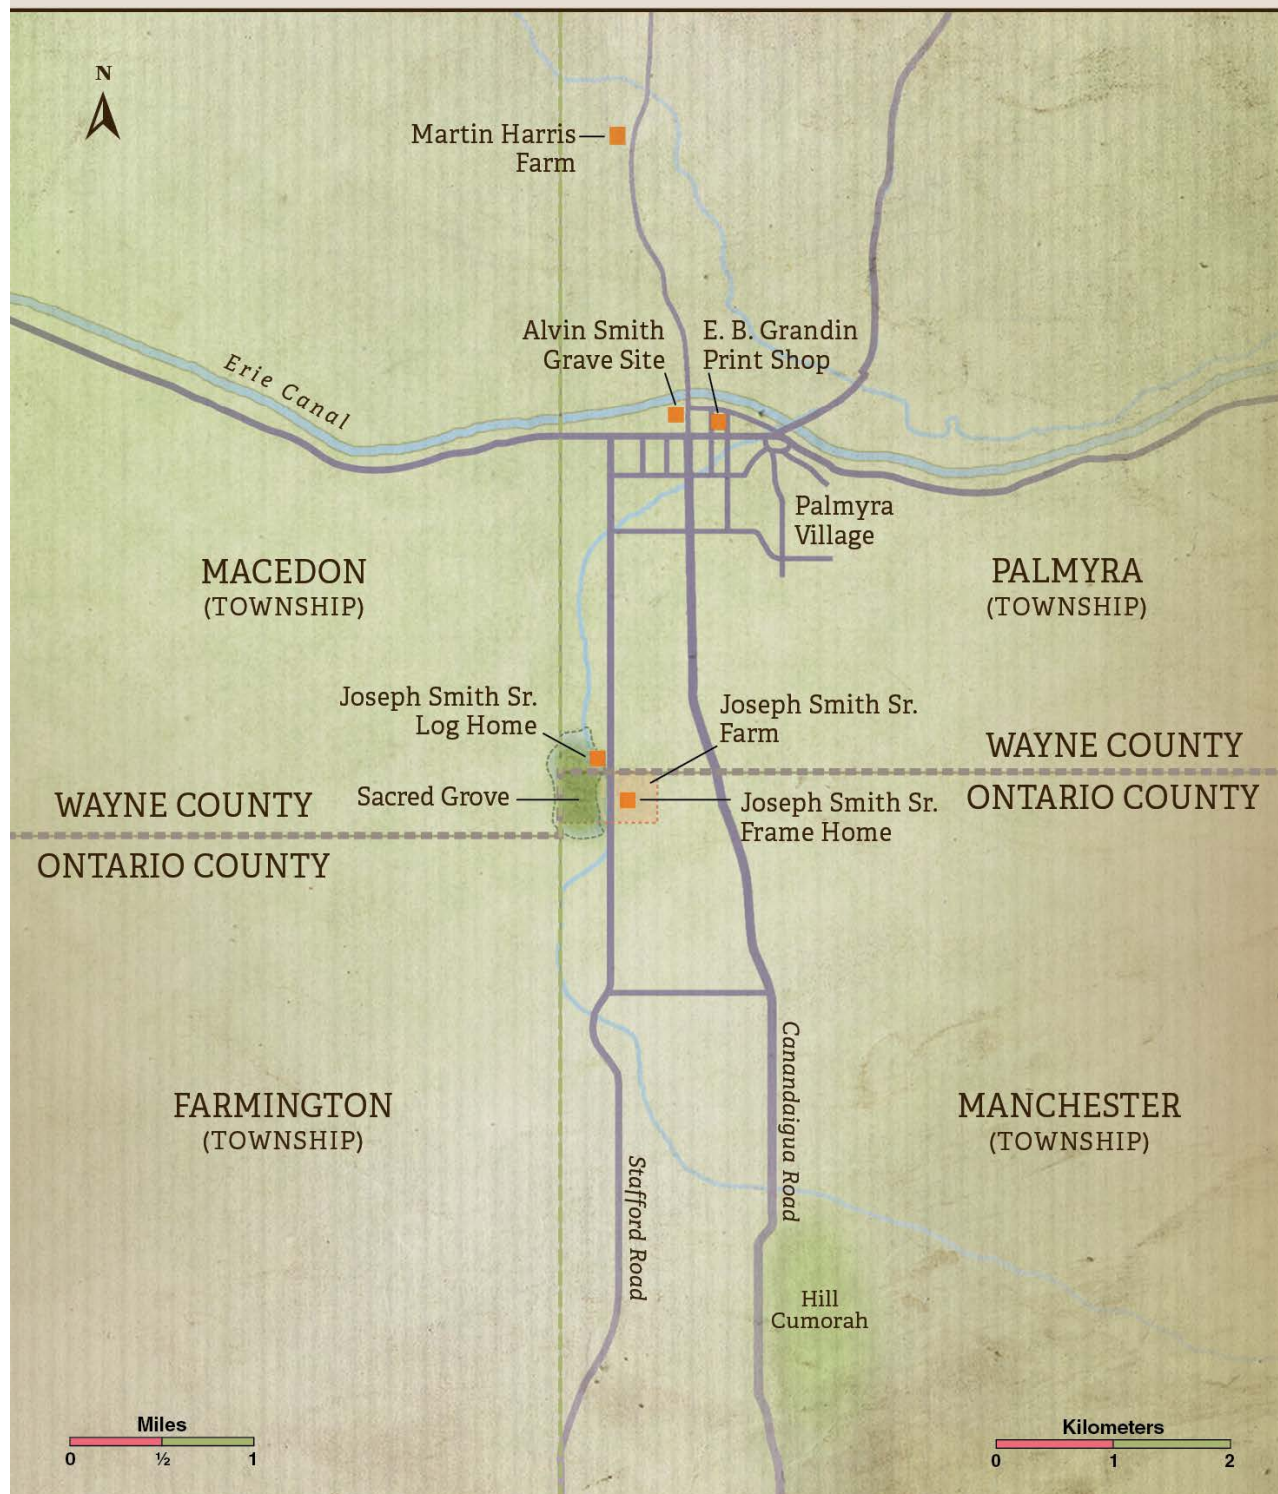 N
Martin Harris
Farm
Alvin Smith
Grave Site
E. B. Grandin
Print Shop
Erie Canal
Palmyra
Village
MACEDON
(TOWNSHIP)
PALMYRA
(TOWNSHIP)
Joseph Smith Sr.
Log Home
Joseph Smith Sr.
Farm
WAYNE COUNTY
ONTARIO COUNTY
Sacred Grove
Joseph Smith Sr.
Frame Home
WAYNE COUNTY
ONTARIO COUNTY
Canandaigua Road
FARMINGTON
(TOWNSHIP)
MANCHESTER
(TOWNSHIP)
Stafford Road
Hill
Cumorah
Miles
0 ½ 1
Kilometers
0 1 2